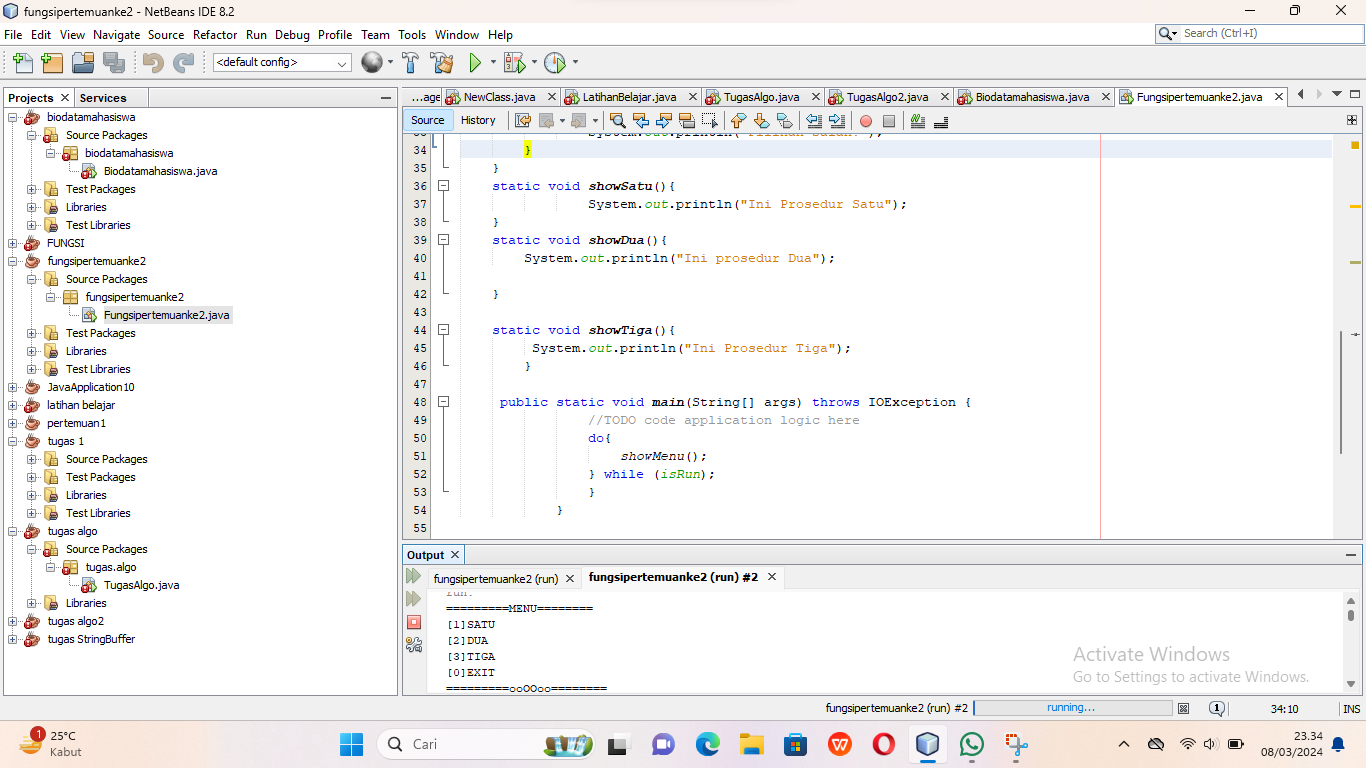 fungsipertemuanke2 - NetBeans IDE 8.2
File Edit View Navigate Source Refactor Run Debug Profile Team Tools Window Help
Search (Ctrl+I)
<default config>
Projects
Services
biodatamahasiswa
Source Packages
biodatamahasiswa
Biodatamahasiswa.java
Test Packages
Libraries
Test Libraries
FUNGSI
fungsipertemuanke2
Source Packages
fungsipertemuanke2
Fungsipertemuanke2.java
Test Packages
Libraries
Test Libraries
JavaApplication10
latihan belajar
pertemuan1
tugas 1
Source Packages
Test Packages
Libraries
Test Libraries
tugas algo
Source Packages
tugas.algo
TugasAlgo.java
Libraries
tugas algo2
tugas StringBuffer
...age NewClass.java LatihanBelajar.java TugasAlgo.java TugasAlgo2.java Biodatamahasiswa.java Fungsipertemuanke2.java
Source History
34 }
35 }
36 static void showSatu(){
37 System.out.println("Ini Prosedur Satu");
38 }
39 static void showDua(){
40 System.out.println("Ini prosedur Dua");
41
42 }
43
44 static void showTiga(){
45 System.out.println("Ini Prosedur Tiga");
46 }
47
48 public static void main(String[] args) throws IOException {
49 //TODO code application logic here
50 do{
51 showMenu();
52 } while (isRun);
53 }
54 }
55
Output
fungsipertemuanke2 (run) fungsipertemuanke2 (run) #2
run:
=========MENU========
[1]SATU
[2]DUA
[3]TIGA
[0]EXIT
=========ooOOoo========
Activate Windows
Go to Settings to activate Windows.
fungsipertemuanke2 (run) #2 running... 1 34:10 INS
1
25°C
Kabut
Cari
23.34
08/03/2024